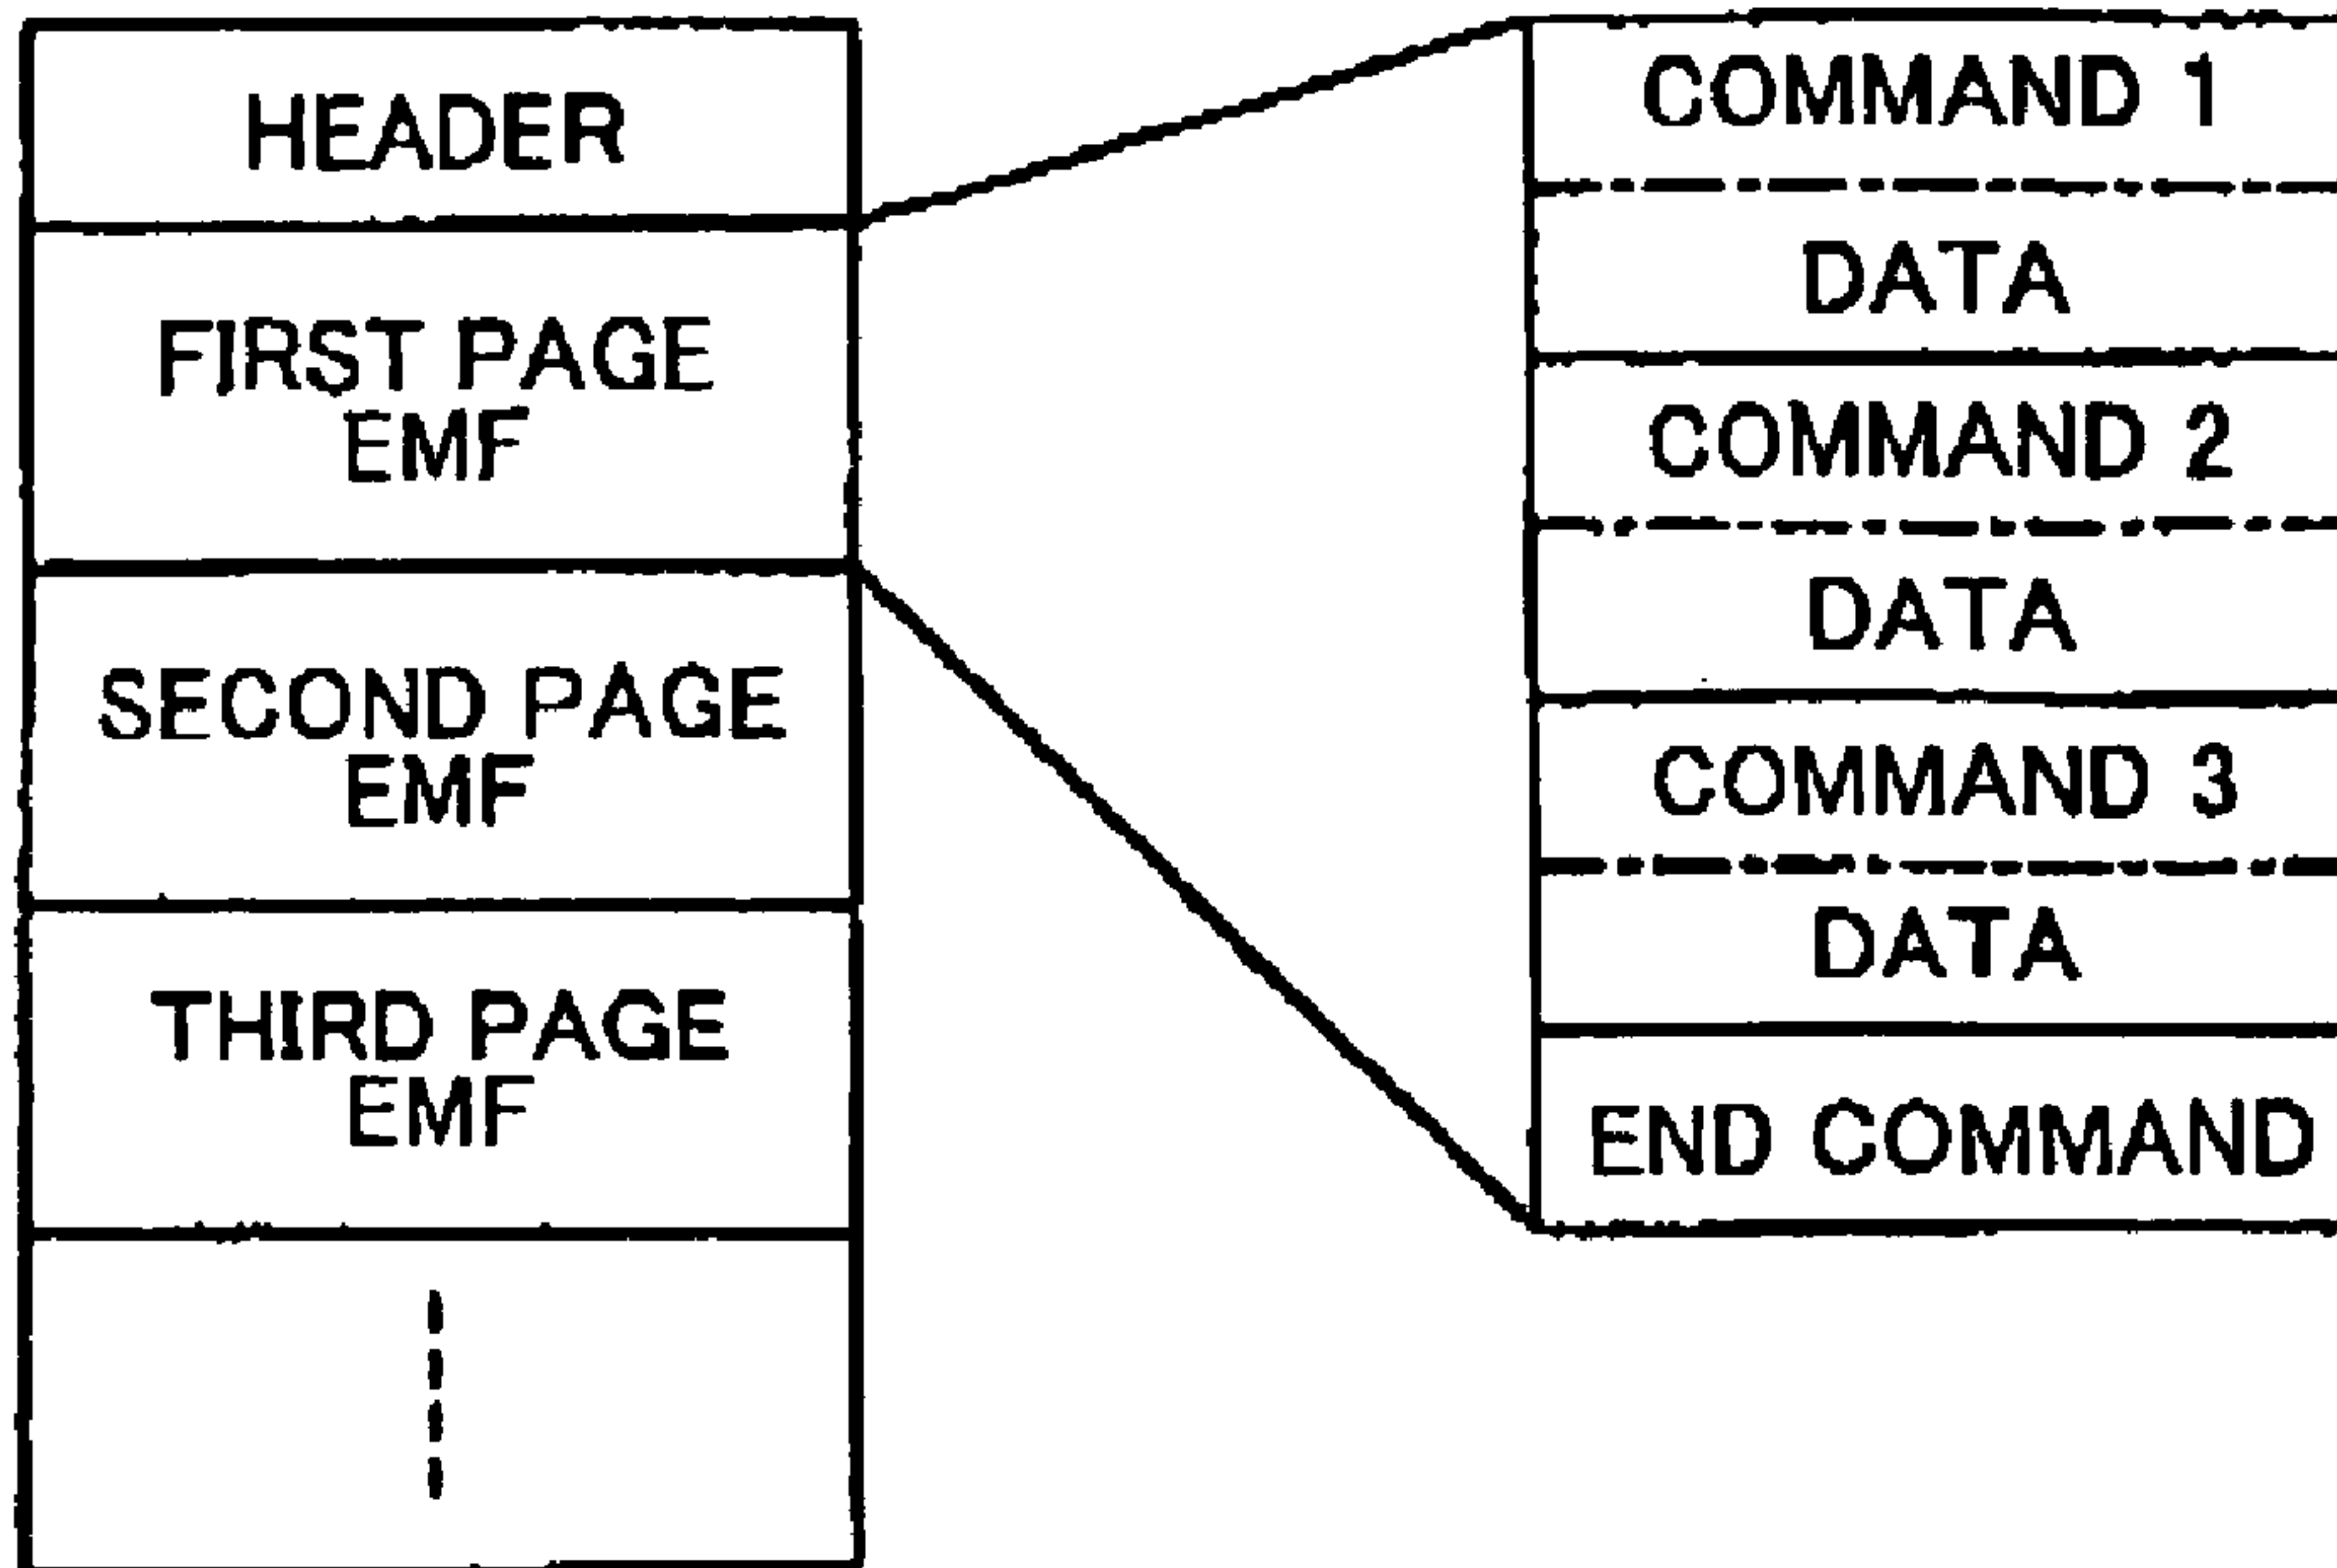 HEADER
FIRST PAGE
EMF
SECOND PAGE
EMF
THIRD PAGE
EMF
COMMAND 1
DATA
COMMAND 2
DATA
COMMAND 3
DATA
END COMMAND